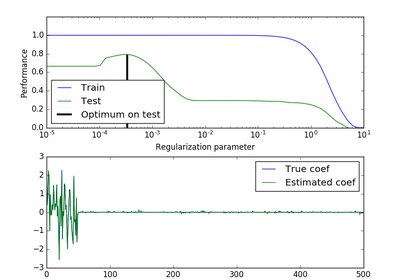 1.0
0.8
0.6
0.4
0.2
0.0
Performance
Train
Test
Optimum on test
10^-5 10^-4 10^-3 10^-2 10^-1 10^0 10^1
Regularization parameter
3
2
1
0
−1
−2
−3
True coef
Estimated coef
0 100 200 300 400 500